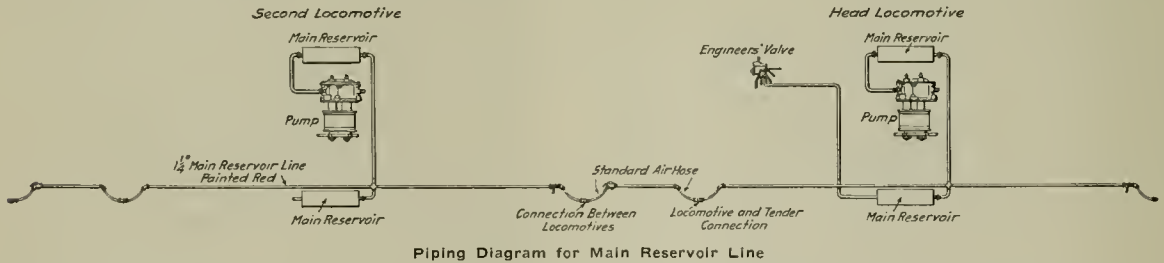 Second Locomotive
Head Locomotive
Main Reservoir
Main Reservoir
Engineers' Valve
Pump
Pump
1¼" Main Reservoir Line
Painted Red
Standard Air Hose
Main Reservoir
Connection Between
Locomotives
Locomotive and Tender
Connection
Main Reservoir
Piping Diagram for Main Reservoir Line